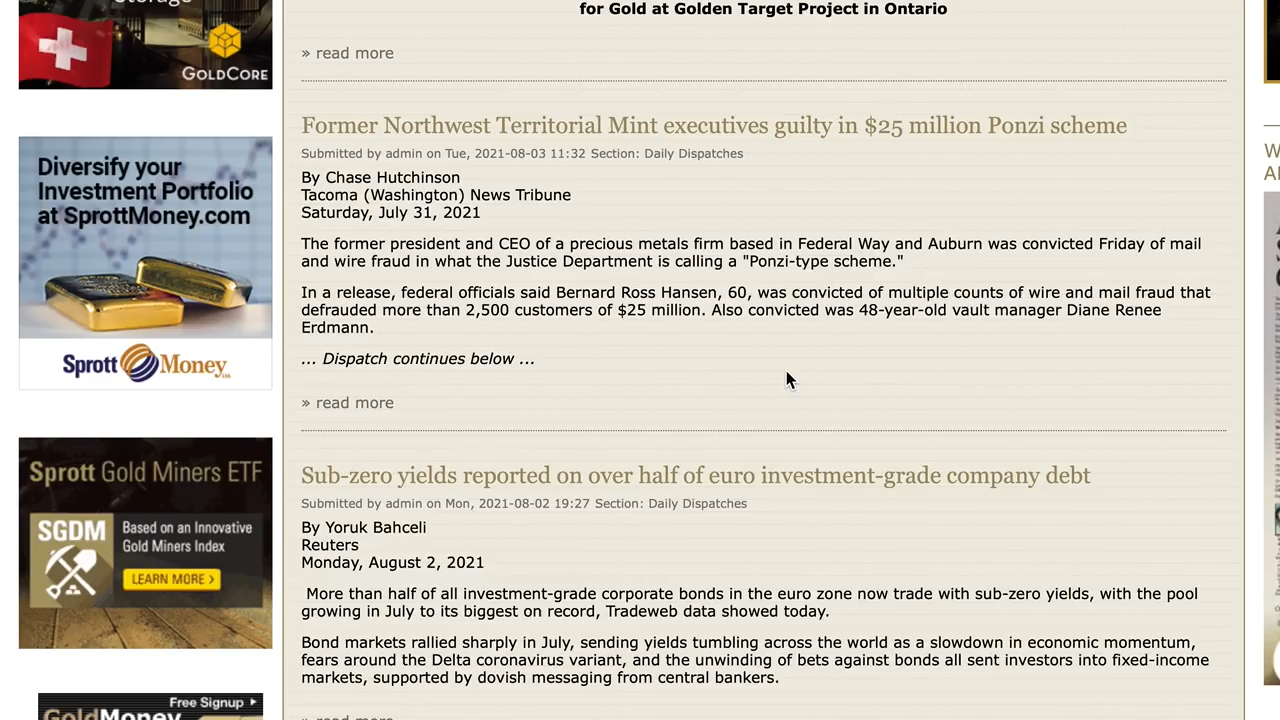 Storage
GOLDCORE
Diversify your
Investment Portfolio
at SprottMoney.com
Sprott Money LTD.
Sprott Gold Miners ETF
SGDM
Based on an Innovative
Gold Miners Index
LEARN MORE >
Free Signup
GoldMoney
for Gold at Golden Target Project in Ontario
» read more
Former Northwest Territorial Mint executives guilty in $25 million Ponzi scheme
Submitted by admin on Tue, 2021-08-03 11:32 Section: Daily Dispatches
By Chase Hutchinson
Tacoma (Washington) News Tribune
Saturday, July 31, 2021
The former president and CEO of a precious metals firm based in Federal Way and Auburn was convicted Friday of mail
and wire fraud in what the Justice Department is calling a "Ponzi-type scheme."
In a release, federal officials said Bernard Ross Hansen, 60, was convicted of multiple counts of wire and mail fraud that
defrauded more than 2,500 customers of $25 million. Also convicted was 48-year-old vault manager Diane Renee
Erdmann.
... Dispatch continues below ...
» read more
Sub-zero yields reported on over half of euro investment-grade company debt
Submitted by admin on Mon, 2021-08-02 19:27 Section: Daily Dispatches
By Yoruk Bahceli
Reuters
Monday, August 2, 2021
More than half of all investment-grade corporate bonds in the euro zone now trade with sub-zero yields, with the pool
growing in July to its biggest on record, Tradeweb data showed today.
Bond markets rallied sharply in July, sending yields tumbling across the world as a slowdown in economic momentum,
fears around the Delta coronavirus variant, and the unwinding of bets against bonds all sent investors into fixed-income
markets, supported by dovish messaging from central bankers.
» read more